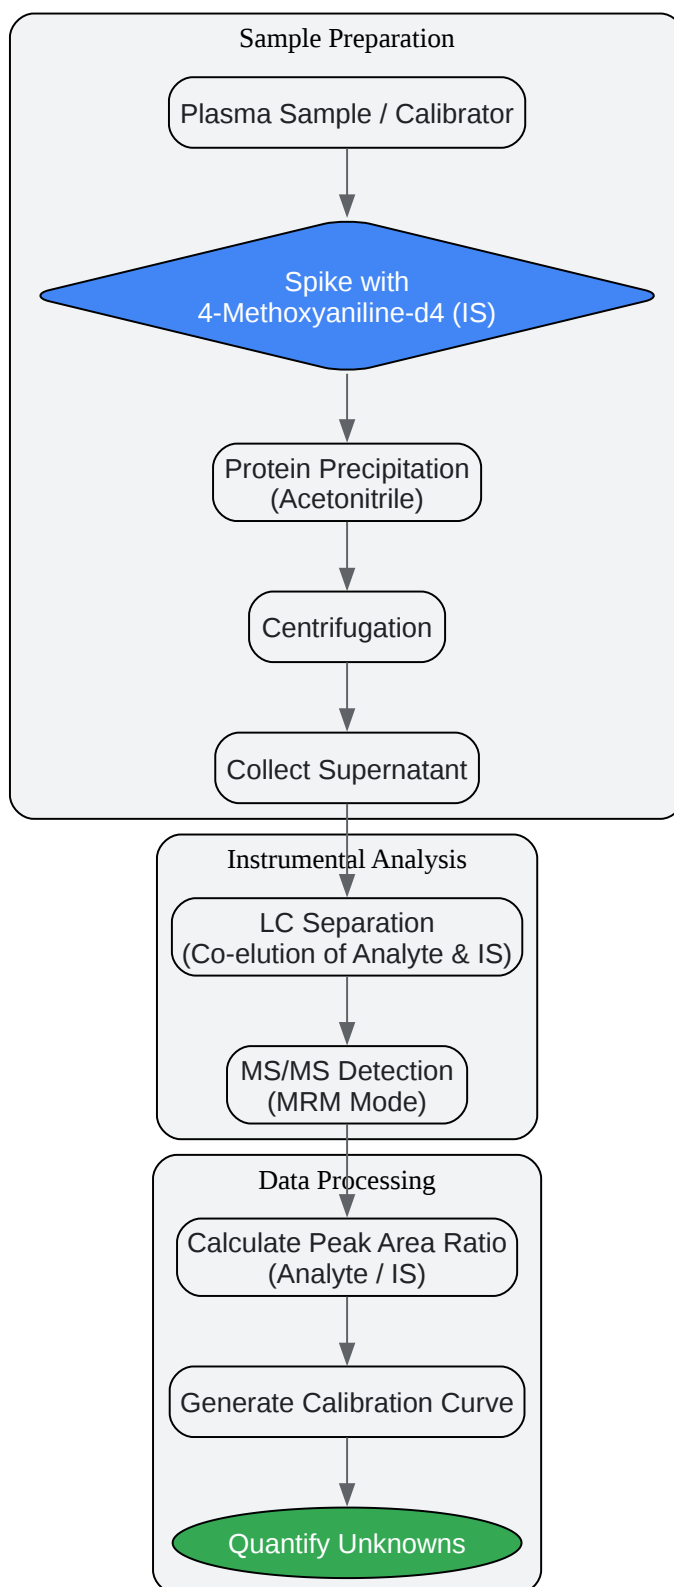 Sample Preparation
Plasma Sample / Calibrator
Spike with
4-Methoxyaniline-d4 (IS)
Protein Precipitation
(Acetonitrile)
Centrifugation
Collect Supernatant
Instrumental Analysis
LC Separation
(Co-elution of Analyte & IS)
MS/MS Detection
(MRM Mode)
Data Processing
Calculate Peak Area Ratio
(Analyte / IS)
Generate Calibration Curve
Quantify Unknowns